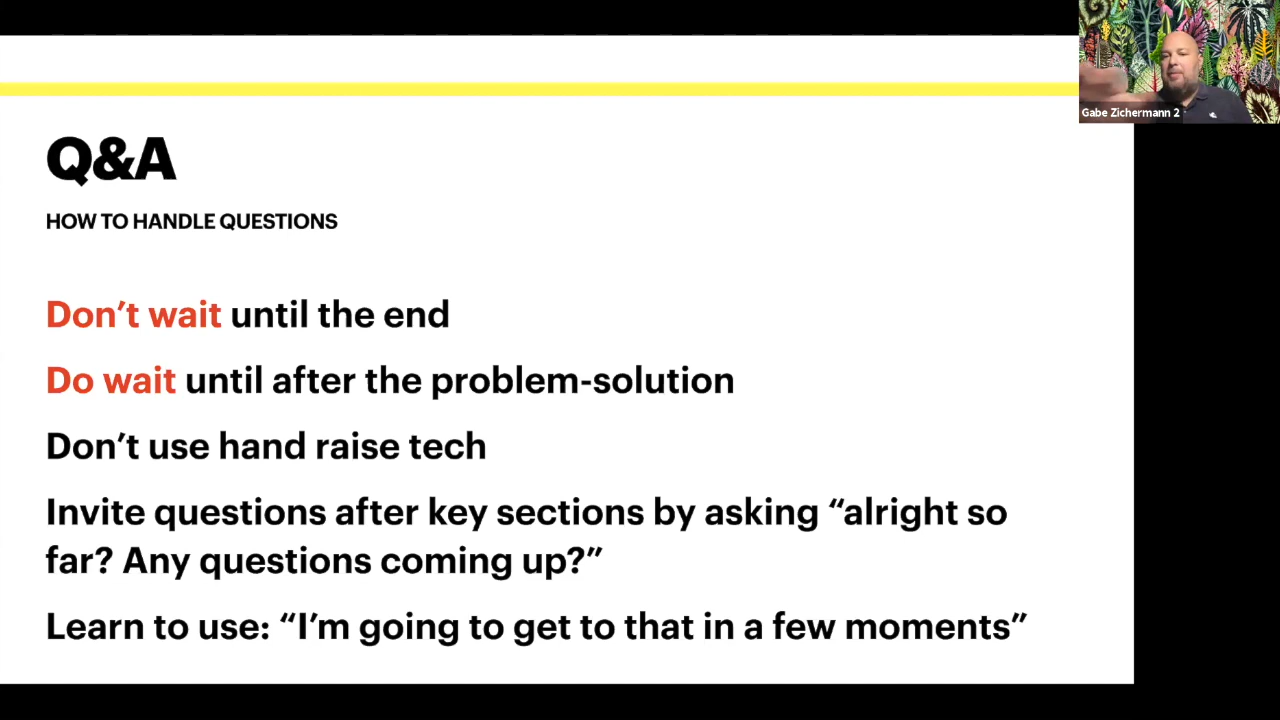 Gabe Zichermann 2
Q&A
HOW TO HANDLE QUESTIONS
Don’t wait until the end
Do wait until after the problem-solution
Don’t use hand raise tech
Invite questions after key sections by asking “alright so
far? Any questions coming up?”
Learn to use: “I’m going to get to that in a few moments”